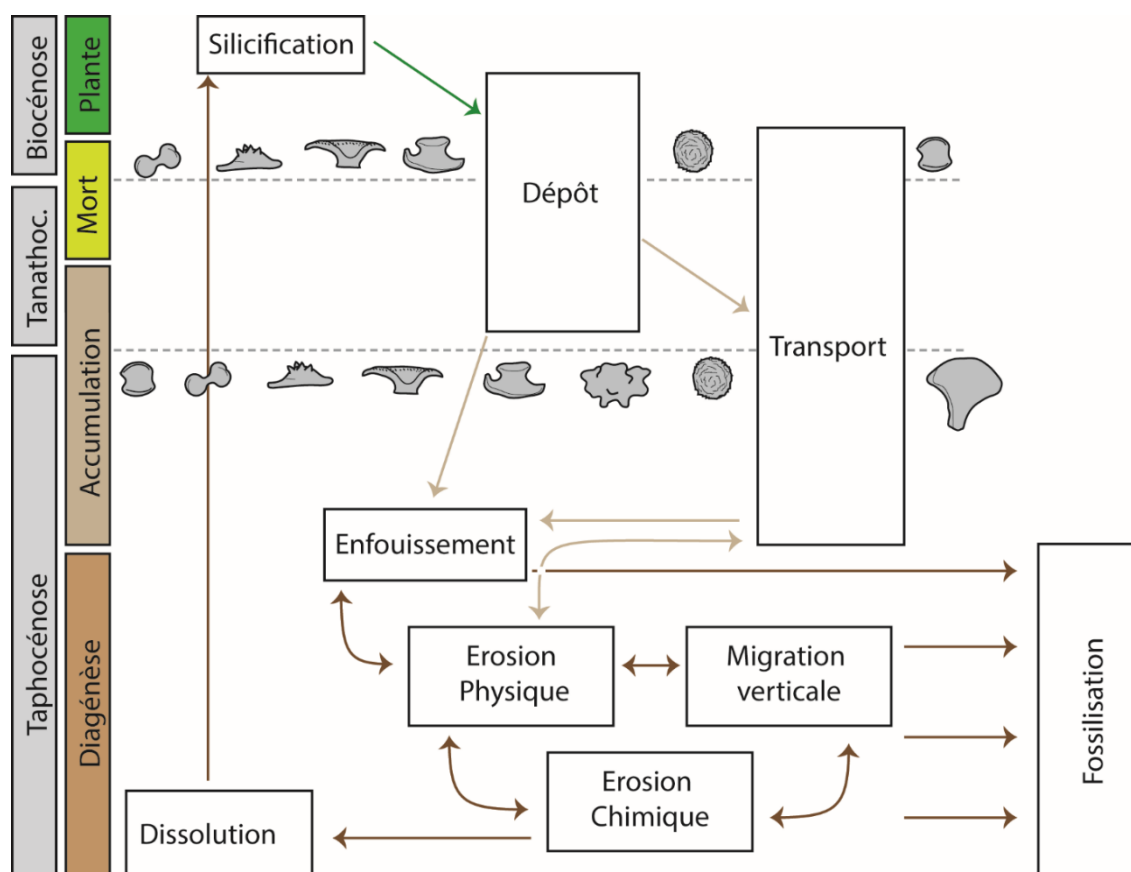 Biocénose
Tanathoc.
Taphocénose
Plante
Mort
Accumulation
Diagénèse
Silicification
Dépôt
Transport
Enfouissement
Erosion
Physique
Migration
verticale
Erosion
Chimique
Dissolution
Fossilisation